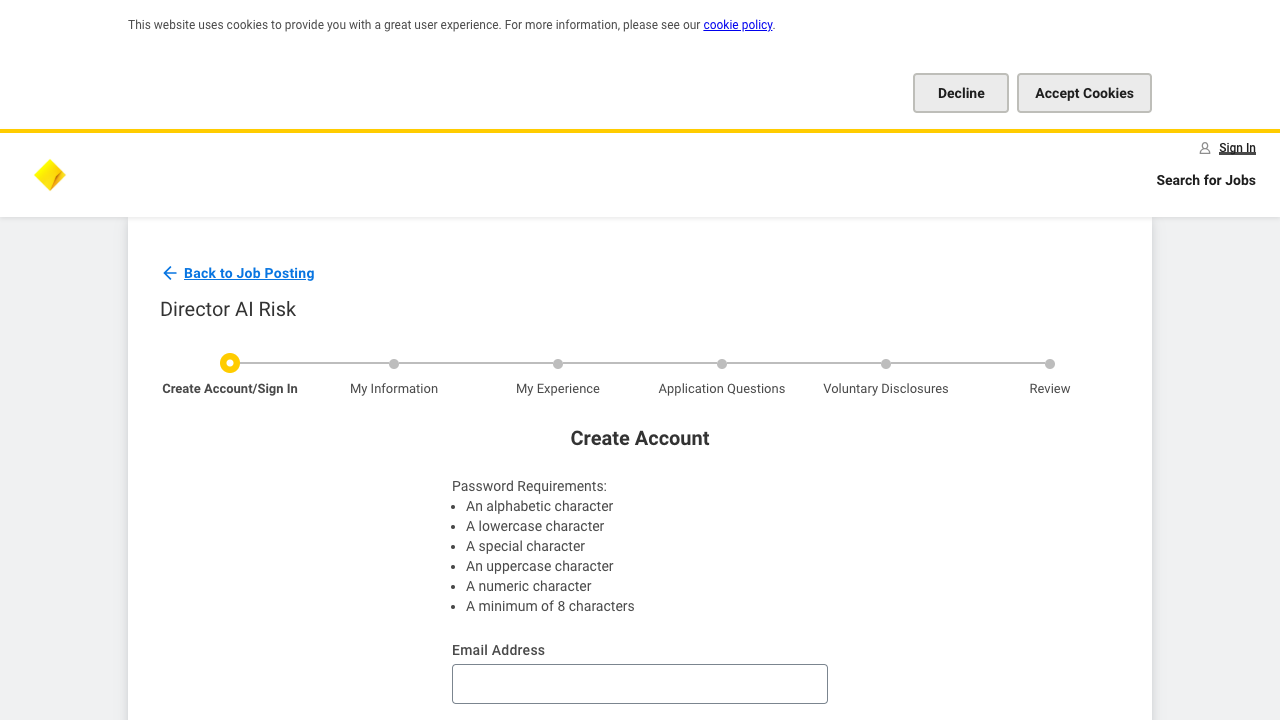 This website uses cookies to provide you with a great user experience. For more information, please see our cookie policy.
Decline
Accept Cookies
Sign In
Search for Jobs
Back to Job Posting
Director AI Risk
Create Account/Sign In
My Information
My Experience
Application Questions
Voluntary Disclosures
Review
Create Account
Password Requirements:
• An alphabetic character
• A lowercase character
• A special character
• An uppercase character
• A numeric character
• A minimum of 8 characters
Email Address